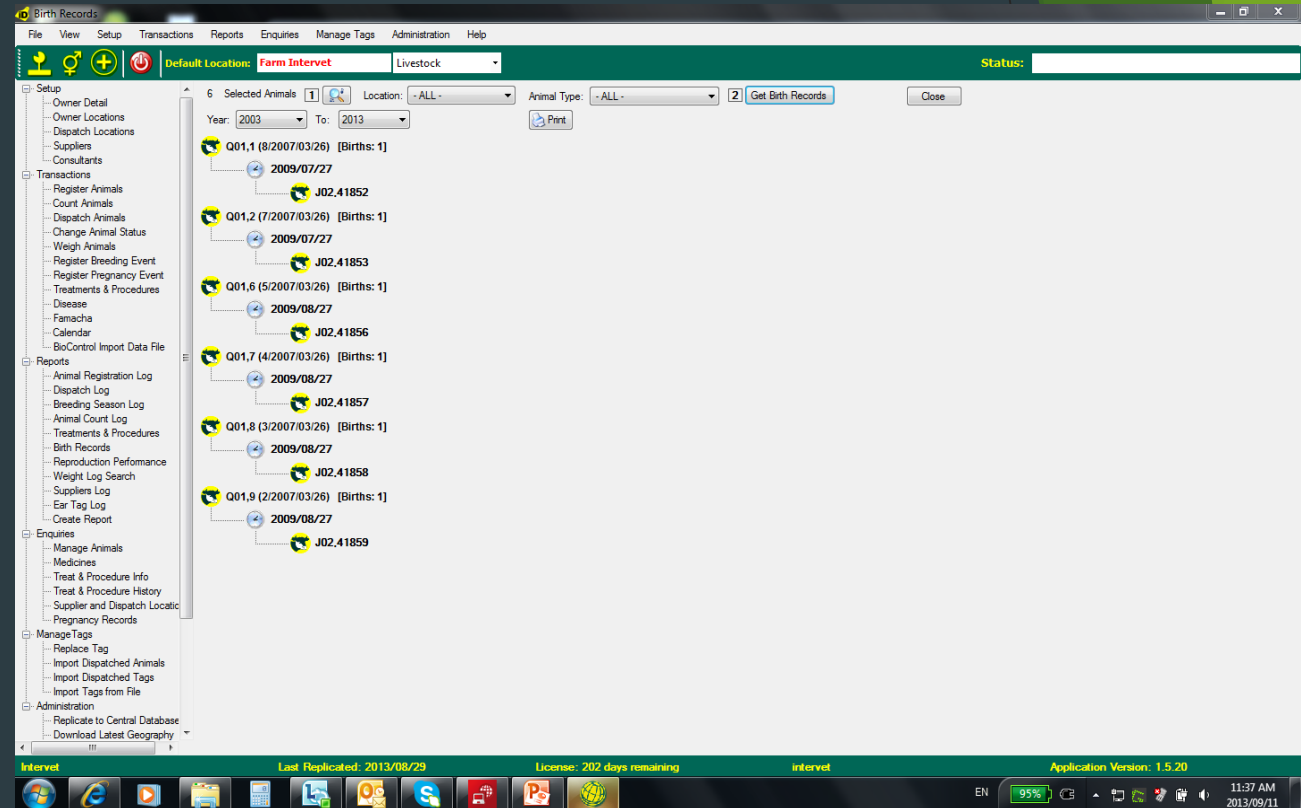 Birth Records
File View Setup Transactions Reports Enquiries Manage Tags Administration Help
Default Location: Farm Intervet Livestock Status:
Setup
Owner Detail
Owner Locations
Dispatch Locations
Suppliers
Consultants
Transactions
Register Animals
Count Animals
Dispatch Animals
Change Animal Status
Weigh Animals
Register Breeding Event
Register Pregnancy Event
Treatments & Procedures
Disease
Famacha
Calendar
BioControl Import Data File
Reports
Animal Registration Log
Dispatch Log
Breeding Season Log
Animal Count Log
Treatments & Procedures
Birth Records
Reproduction Performance
Weight Log Search
Suppliers Log
Ear Tag Log
Create Report
Enquiries
Manage Animals
Medicines
Treat & Procedure Info
Treat & Procedure History
Supplier and Dispatch Locatic
Pregnancy Records
ManageTags
Replace Tag
Import Dispatched Animals
Import Dispatched Tags
Import Tags from File
Administration
Replicate to Central Database
Download Latest Geography
6 Selected Animals 1 Location: - ALL - Animal Type: - ALL - 2 Get Birth Records Close
Year: 2003 To: 2013 Print
Q01,1 (8/2007/03/26) [Births: 1]
2009/07/27
J02,41852
Q01,2 (7/2007/03/26) [Births: 1]
2009/07/27
J02,41853
Q01,6 (5/2007/03/26) [Births: 1]
2009/08/27
J02,41856
Q01,7 (4/2007/03/26) [Births: 1]
2009/08/27
J02,41857
Q01,8 (3/2007/03/26) [Births: 1]
2009/08/27
J02,41858
Q01,9 (2/2007/03/26) [Births: 1]
2009/08/27
J02,41859
Intervet Last Replicated: 2013/08/29 License: 202 days remaining intervet Application Version: 1.5.20
EN 95% 11:37 AM
2013/09/11